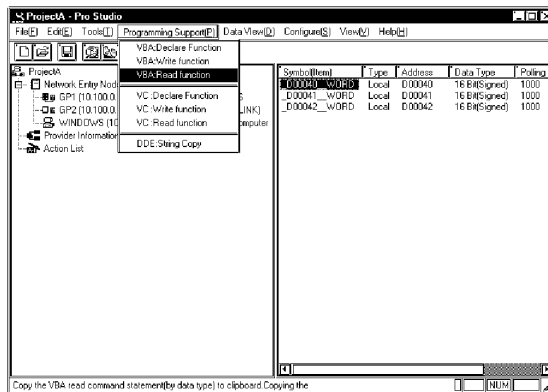 ProjectA - Pro Studio
File(F) Edit(E) Tools(T) Programming Support(P) Data View(D) Configure(S) View(V) Help(H)
VBA:Declare Function
VBA:Write function
VBA:Read function
VC:Declare Function
VC:Write function
VC:Read function
DDE:String Copy
ProjectA
Network Entry Nod
GP1 (10.100.0. S
GP2 (10.100.0. LINK)
WINDOWS (10 mputer
Provider Information
Action List
Symbol(Item) Type Address Data Type Polling
_D00040__WORD Local D00040 16 Bit(Signed) 1000
_D00041__WORD Local D00041 16 Bit(Signed) 1000
_D00042__WORD Local D00042 16 Bit(Signed) 1000
Copy the VBA read command statement(by data type) to clipboard.Copying the
NUM